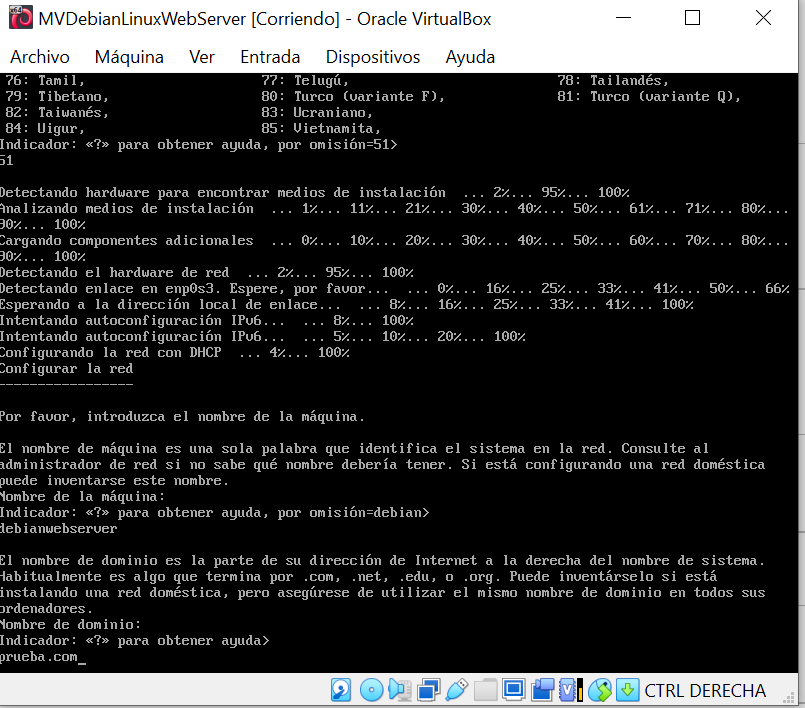 MVDebianLinuxWebServer [Corriendo] - Oracle VirtualBox
Archivo Máquina Ver Entrada Dispositivos Ayuda
76: Tamil, 77: Telugú, 78: Tailandés,
79: Tibetano, 80: Turco (variante F), 81: Turco (variante Q),
82: Taiwanés, 83: Ucraniano,
84: Uigur, 85: Vietnamita,
Indicador: «?» para obtener ayuda, por omisión=51>
51
Detectando hardware para encontrar medios de instalación ... 2%... 95%... 100%
Analizando medios de instalación ... 1%... 11%... 21%... 30%... 40%... 50%... 61%... 71%... 80%...
90%... 100%
Cargando componentes adicionales ... 0%... 10%... 20%... 30%... 40%... 50%... 60%... 70%... 80%...
90%... 100%
Detectando el hardware de red ... 2%... 95%... 100%
Detectando enlace en enp0s3. Espere, por favor... ... 0%... 16%... 25%... 33%... 41%... 50%... 66%
Esperando a la dirección local de enlace... ... 8%... 16%... 25%... 33%... 41%... 100%
Intentando autoconfiguración IPv6... ... 8%... 100%
Intentando autoconfiguración IPv6... ... 5%... 10%... 20%... 100%
Configurando la red con DHCP ... 4%... 100%
Configurar la red
-----------------
Por favor, introduzca el nombre de la máquina.
El nombre de máquina es una sola palabra que identifica el sistema en la red. Consulte al
administrador de red si no sabe qué nombre debería tener. Si está configurando una red doméstica
puede inventarse este nombre.
Nombre de la máquina:
Indicador: «?» para obtener ayuda, por omisión=debian>
debianwebserver
El nombre de dominio es la parte de su dirección de Internet a la derecha del nombre de sistema.
Habitualmente es algo que termina por .com, .net, .edu, o .org. Puede inventárselo si está
instalando una red doméstica, pero asegúrese de utilizar el mismo nombre de dominio en todos sus
ordenadores.
Nombre de dominio:
Indicador: «?» para obtener ayuda>
prueba.com_
CTRL DERECHA